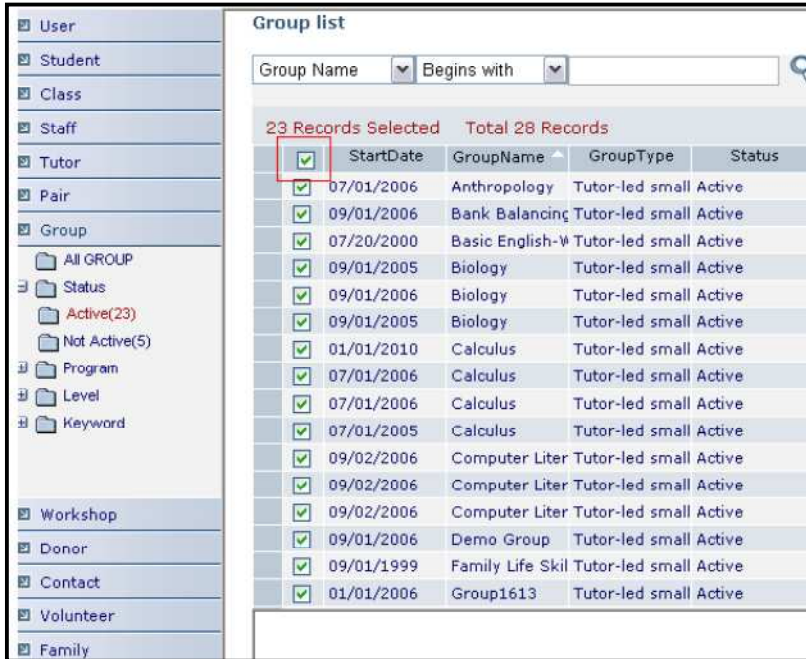 User
Student
Class
Staff
Tutor
Pair
Group
All GROUP
Status
Active(23)
Not Active(5)
Program
Level
Keyword
Workshop
Donor
Contact
Volunteer
Family
Group list
Group Name Begins with
23 Records Selected Total 28 Records
StartDate GroupName GroupType Status
07/01/2006 Anthropology Tutor-led small Active
09/01/2006 Bank Balancing Tutor-led small Active
07/20/2000 Basic English-W Tutor-led small Active
09/01/2005 Biology Tutor-led small Active
09/01/2006 Biology Tutor-led small Active
09/01/2005 Biology Tutor-led small Active
01/01/2010 Calculus Tutor-led small Active
07/01/2006 Calculus Tutor-led small Active
07/01/2006 Calculus Tutor-led small Active
07/01/2005 Calculus Tutor-led small Active
09/02/2006 Computer Liter Tutor-led small Active
09/02/2006 Computer Liter Tutor-led small Active
09/02/2006 Computer Liter Tutor-led small Active
09/01/2006 Demo Group Tutor-led small Active
09/01/1999 Family Life Skil Tutor-led small Active
01/01/2006 Group1613 Tutor-led small Active